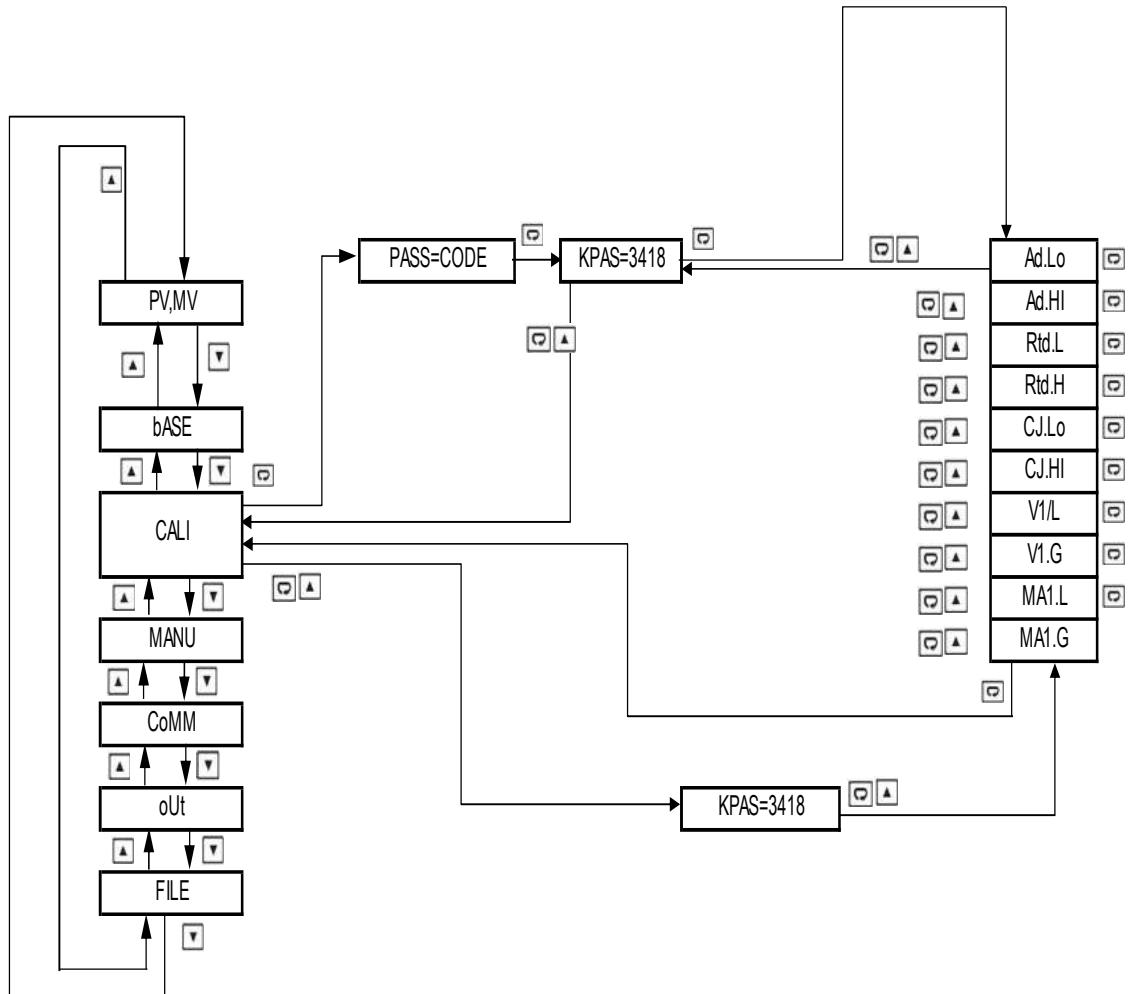 PASS=CODE
KPAS=3418
Ad.Lo
Ad.HI
Rtd.L
Rtd.H
CJ.Lo
CJ.HI
V1/L
V1.G
MA1.L
MA1.G
PV,MV
bASE
CALI
MANU
CoMM
oUt
FILE
KPAS=3418